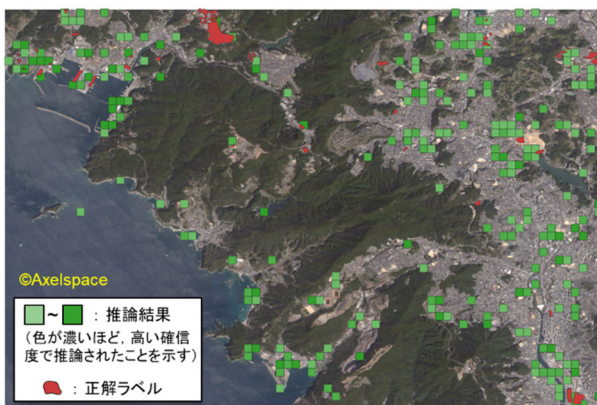 ©Axelspace
~ : 推論結果
(色が濃いほど, 高い確信
度で推論されたことを示す)
: 正解ラベル